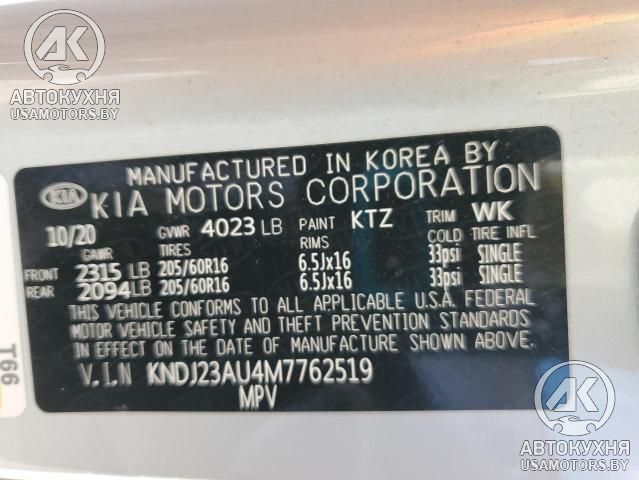 АК
АВТОКУХНЯ
USAMOTORS.BY
MANUFACTURED IN KOREA BY
KIA KIA MOTORS CORPORATION
10/20 GVWR 4023 LB PAINT KTZ TRIM WK
GAWR TIRES RIMS COLD TIRE INFL
FRONT 2315 LB 205/60R16 6.5Jx16 33psi SINGLE
REAR 2094 LB 205/60R16 6.5Jx16 33psi SINGLE
THIS VEHICLE CONFORMS TO ALL APPLICABLE U.S.A. FEDERAL
MOTOR VEHICLE SAFETY AND THEFT PREVENTION STANDARDS
IN EFFECT ON THE DATE OF MANUFACTURE SHOWN ABOVE.
V.I.N KNDJ23AU4M7762519
MPV
T66
АК
АВТОКУХНЯ
USAMOTORS.BY